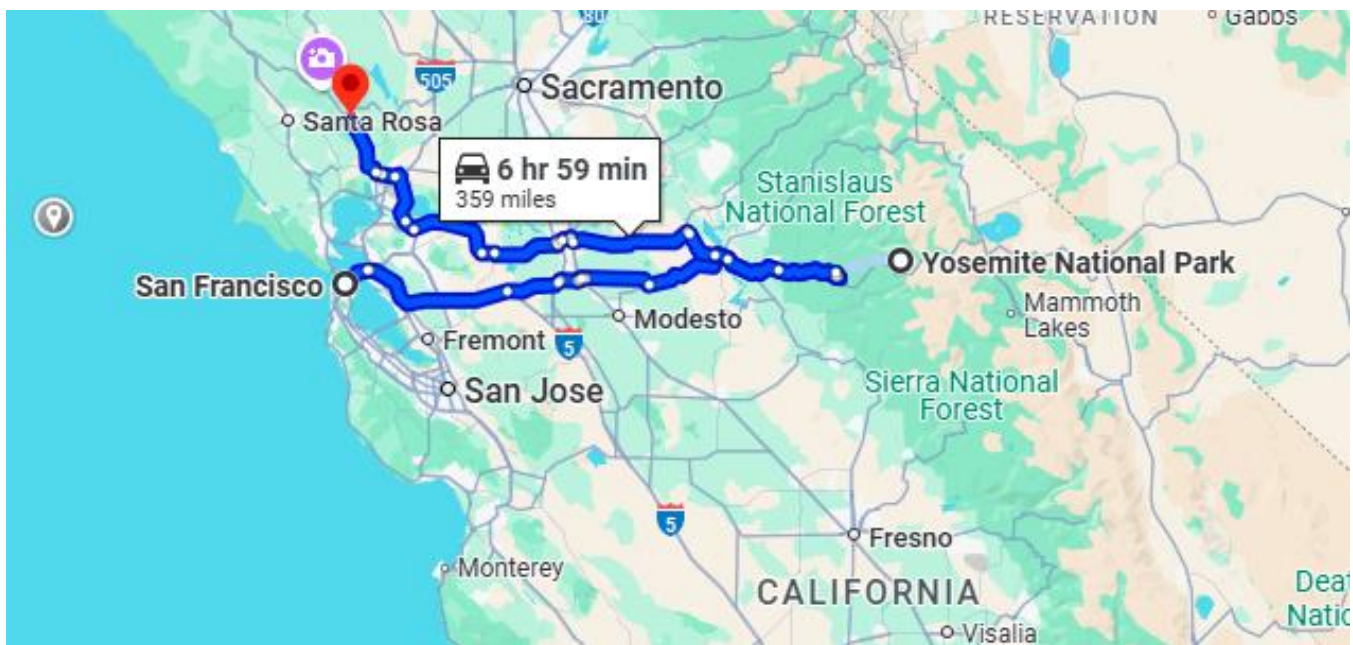 RESERVATION
Gabbs
80
505
Sacramento
Santa Rosa
6 hr 59 min
359 miles
Stanislaus
National Forest
San Francisco
Yosemite National Park
Mammoth
Lakes
Modesto
Fremont
5
San Jose
Sierra National
Forest
5
Fresno
Monterey
CALIFORNIA
Deat
Natio
Visalia